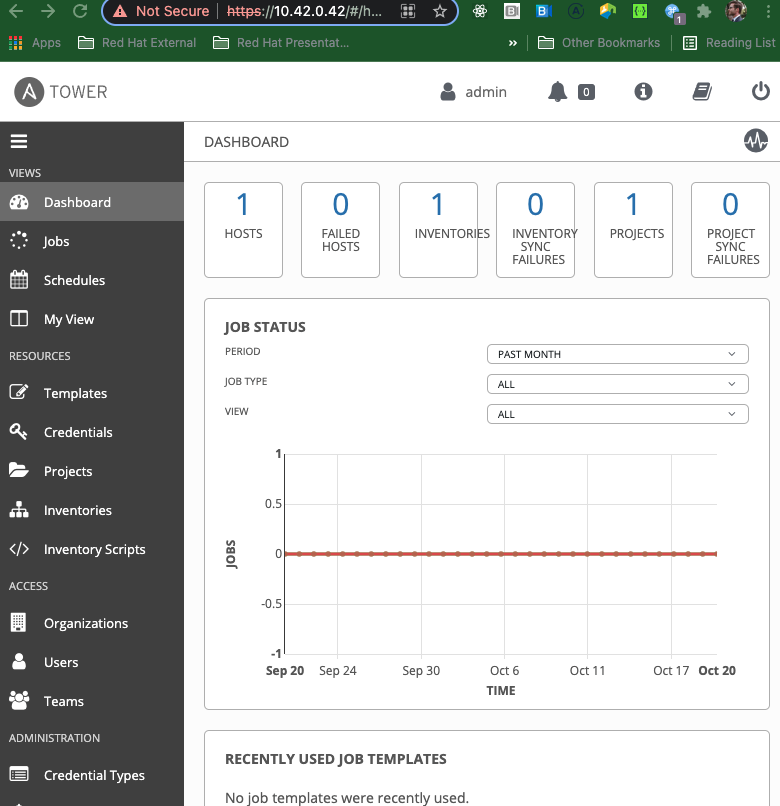 Not Secure https://10.42.0.42/#/h...
1
Apps Red Hat External Red Hat Presentat... » Other Bookmarks Reading List
A TOWER admin 0
DASHBOARD
VIEWS
Dashboard
Jobs
Schedules
My View
RESOURCES
Templates
Credentials
Projects
Inventories
Inventory Scripts
ACCESS
Organizations
Users
Teams
ADMINISTRATION
Credential Types
1
HOSTS
0
FAILED
HOSTS
1
INVENTORIES
0
INVENTORY
SYNC
FAILURES
1
PROJECTS
0
PROJECT
SYNC
FAILURES
JOB STATUS
PERIOD PAST MONTH
JOB TYPE ALL
VIEW ALL
1
0.5
0
-0.5
-1
JOBS
Sep 20 Sep 24 Sep 30 Oct 6 Oct 11 Oct 17 Oct 20
TIME
RECENTLY USED JOB TEMPLATES
No job templates were recently used.